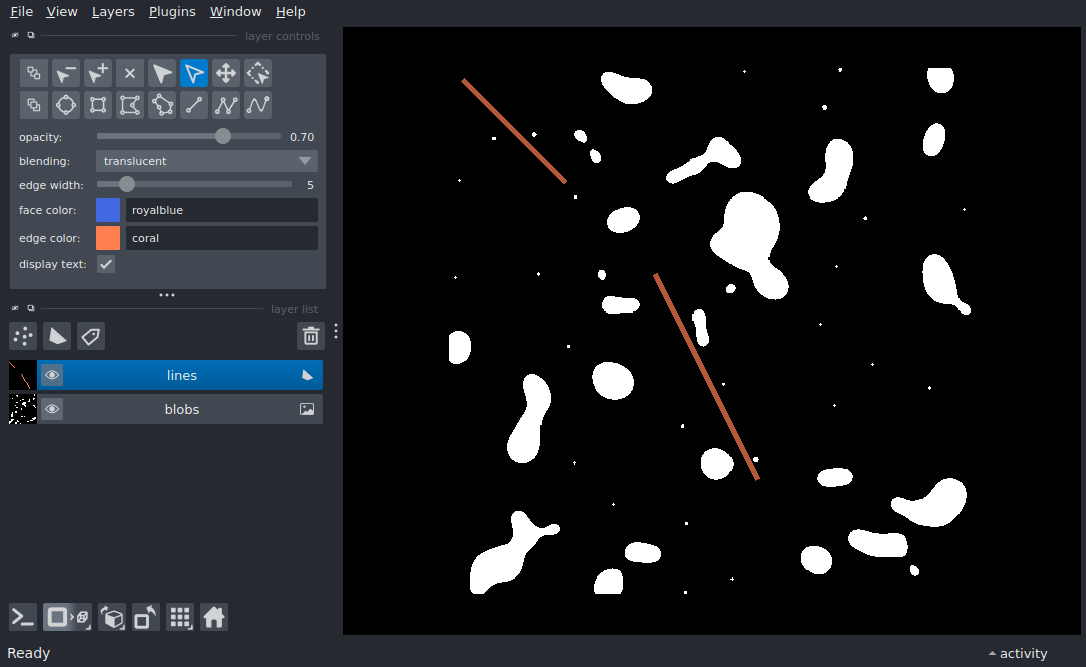 File View Layers Plugins Window Help
layer controls
opacity: 0.70
blending: translucent
edge width: 5
face color: royalblue
edge color: coral
display text:
layer list
lines
blobs
Ready
activity